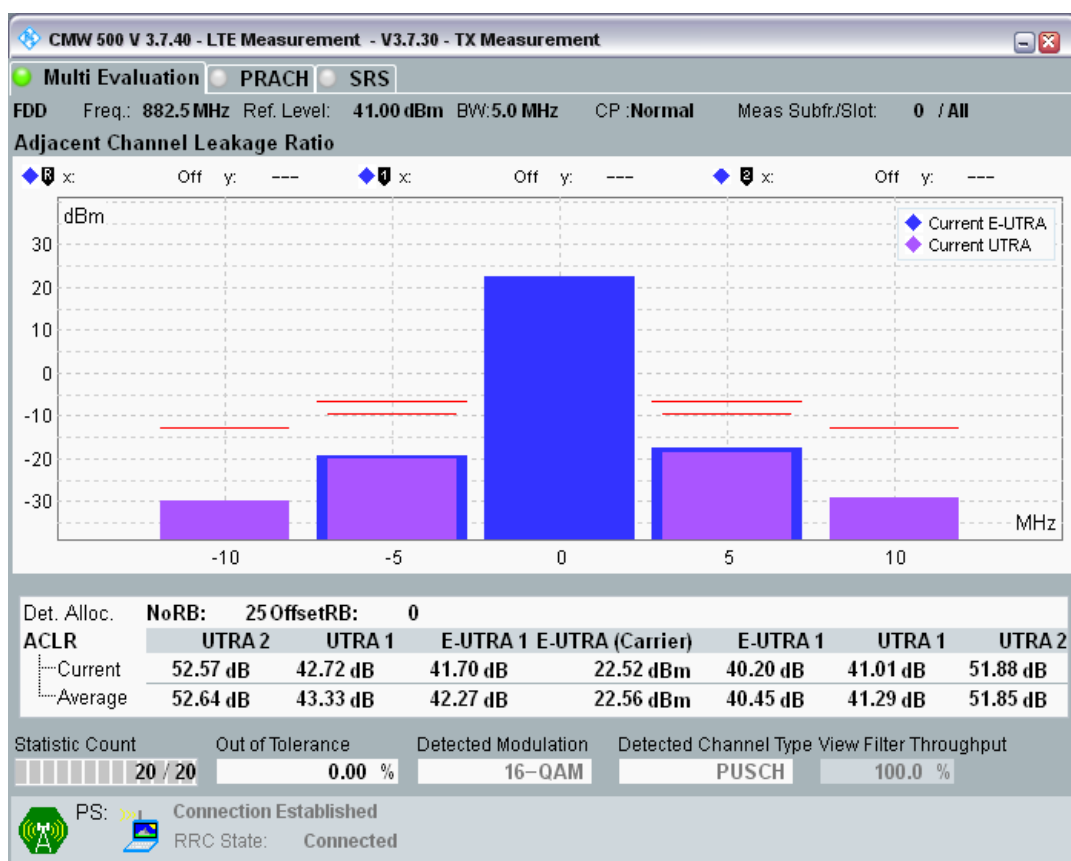 CMW 500 V 3.7.40 - LTE Measurement - V3.7.30 - TX Measurement
Multi Evaluation PRACH SRS
FDD Freq.: 882.5 MHz Ref. Level: 41.00 dBm BW: 5.0 MHz CP : Normal Meas Subfr./Slot: 0 / All
Adjacent Channel Leakage Ratio
R x: Off y: --- 1 x: Off y: --- 2 x: Off y: ---
dBm
Current E-UTRA
Current UTRA
30
20
10
0
-10
-20
-30
MHz
-10 -5 0 5 10
Det. Alloc. NoRB: 25 OffsetRB: 0
ACLR UTRA 2 UTRA 1 E-UTRA 1 E-UTRA (Carrier) E-UTRA 1 UTRA 1 UTRA 2
Current 52.57 dB 42.72 dB 41.70 dB 22.52 dBm 40.20 dB 41.01 dB 51.88 dB
Average 52.64 dB 43.33 dB 42.27 dB 22.56 dBm 40.45 dB 41.29 dB 51.85 dB
Statistic Count Out of Tolerance Detected Modulation Detected Channel Type View Filter Throughput
20 / 20 0.00 % 16-QAM PUSCH 100.0 %
PS: Connection Established
RRC State: Connected